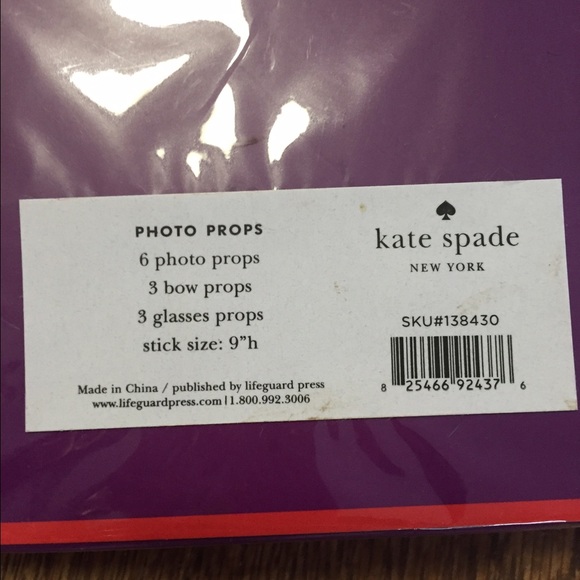 PHOTO PROPS
6 photo props
3 bow props
3 glasses props
stick size: 9"h
Made in China / published by lifeguard press
www.lifeguardpress.com | 1.800.992.3006
kate spade
NEW YORK
SKU#138430
8 25466 92437 6